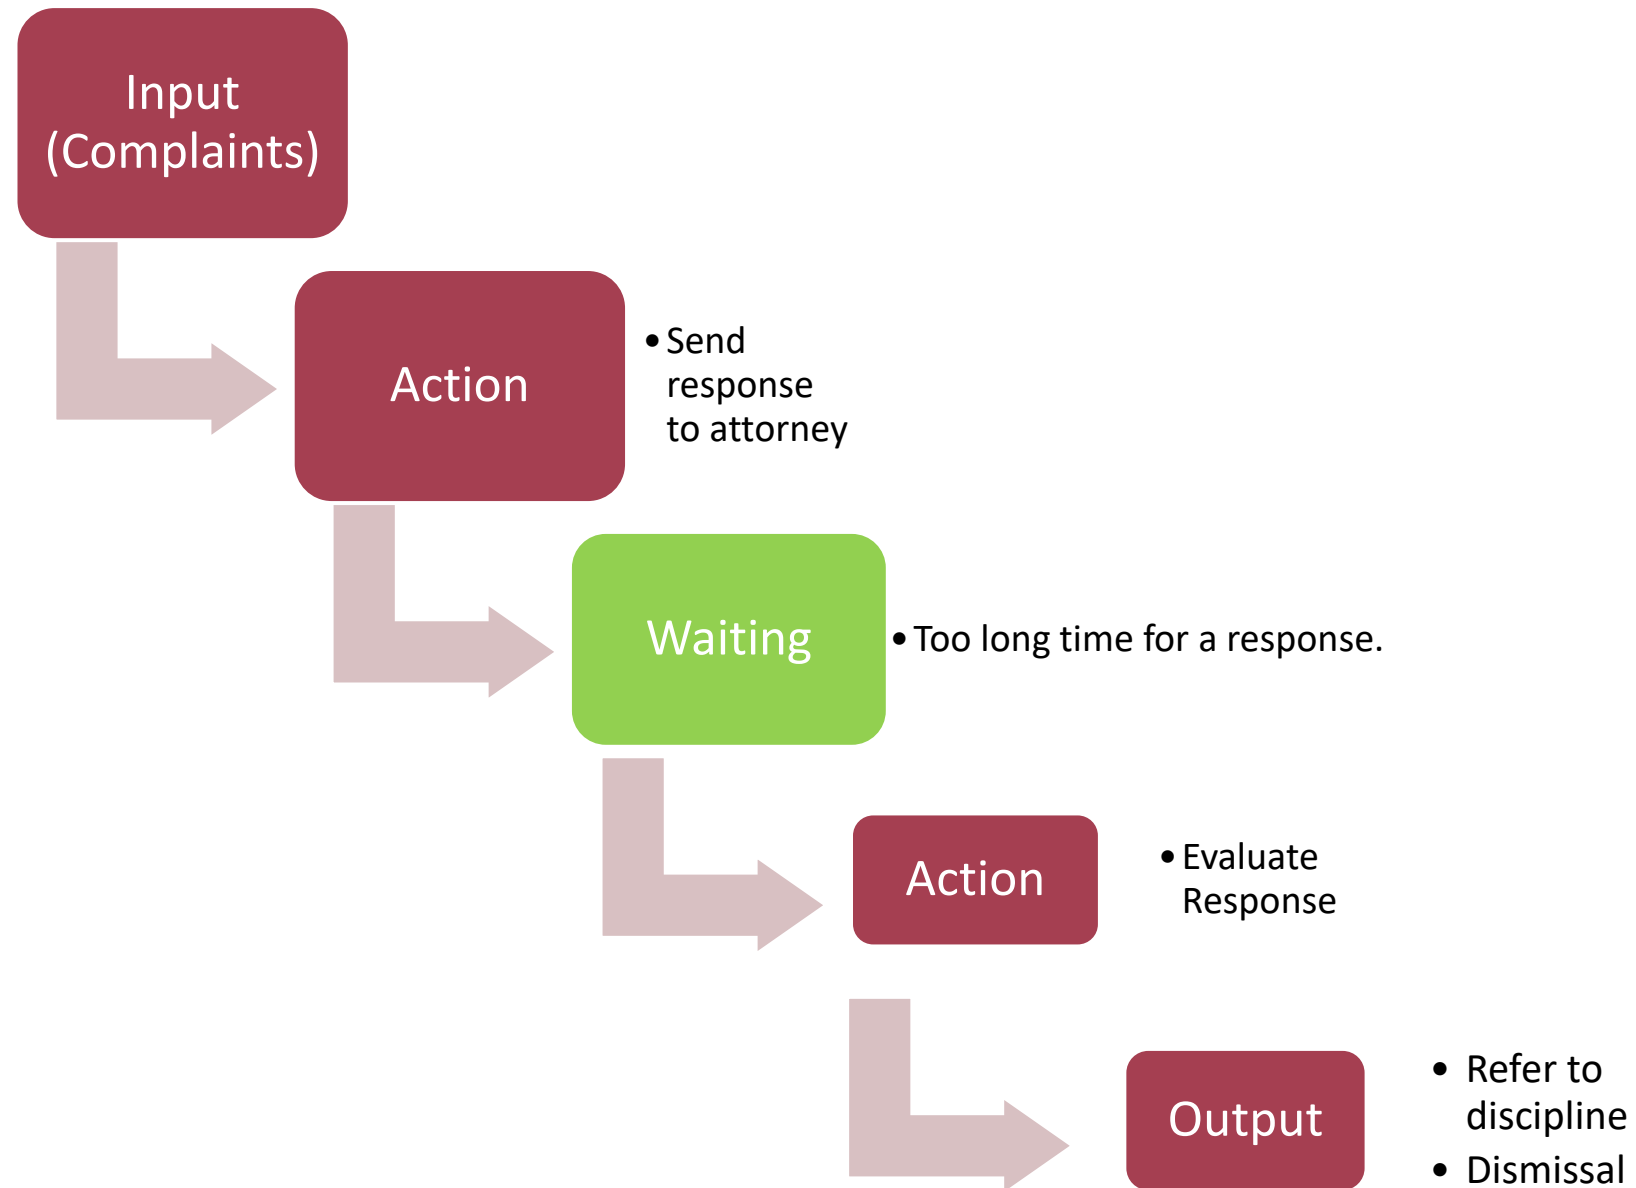 Input
(Complaints)
Action
• Send
response
to attorney
Waiting
• Too long time for a response.
Action
• Evaluate
Response
Output
• Refer to
discipline
• Dismissal